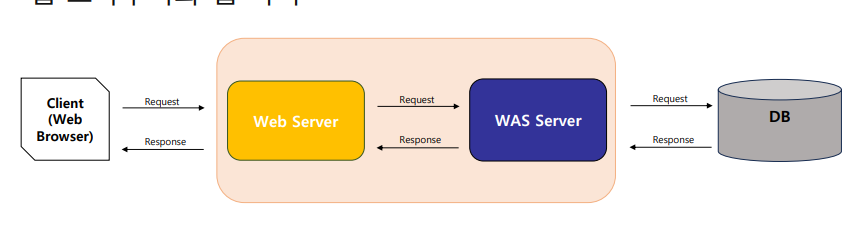 Client
(Web
Browser)
Request
Response
Web Server
Request
Response
WAS Server
Request
Response
DB